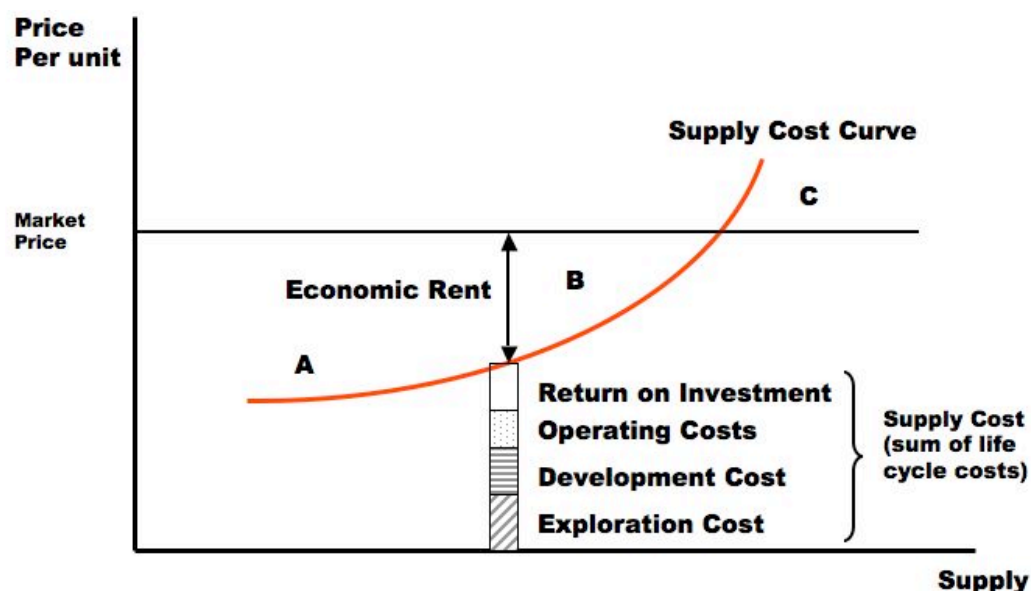 Price
Per unit
Supply Cost Curve
C
Market
Price
Economic Rent
B
A
Return on Investment
Operating Costs
Development Cost
Exploration Cost
Supply Cost
(sum of life
cycle costs)
Supply